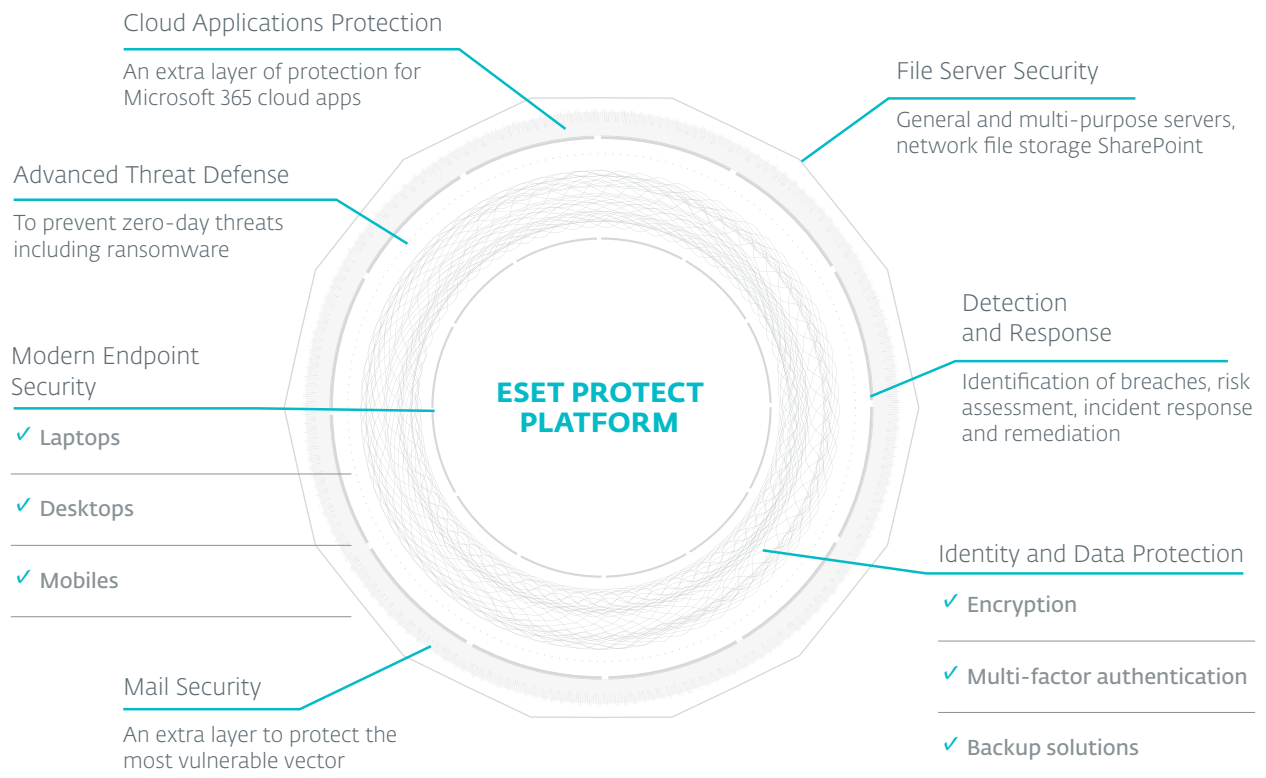 Cloud Applications Protection
An extra layer of protection for
Microsoft 365 cloud apps
File Server Security
General and multi-purpose servers,
network file storage SharePoint
Advanced Threat Defense
To prevent zero-day threats
including ransomware
Detection
and Response
Identification of breaches, risk
assessment, incident response
and remediation
Modern Endpoint
Security
✓ Laptops
✓ Desktops
✓ Mobiles
ESET PROTECT
PLATFORM
Identity and Data Protection
✓ Encryption
✓ Multi-factor authentication
✓ Backup solutions
Mail Security
An extra layer to protect the
most vulnerable vector